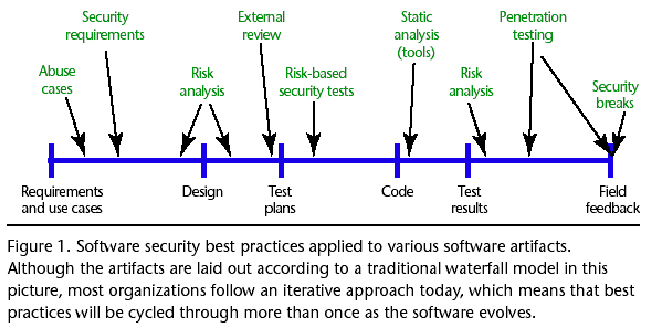 Security
requirements
External
review
Static
analysis
(tools)
Penetration
testing
Abuse
cases
Risk
analysis
Risk-based
security tests
Risk
analysis
Security
breaks
Requirements
and use cases
Design
Test
plans
Code
Test
results
Field
feedback
Figure 1. Software security best practices applied to various software artifacts.
Although the artifacts are laid out according to a traditional waterfall model in this
picture, most organizations follow an iterative approach today, which means that best
practices will be cycled through more than once as the software evolves.